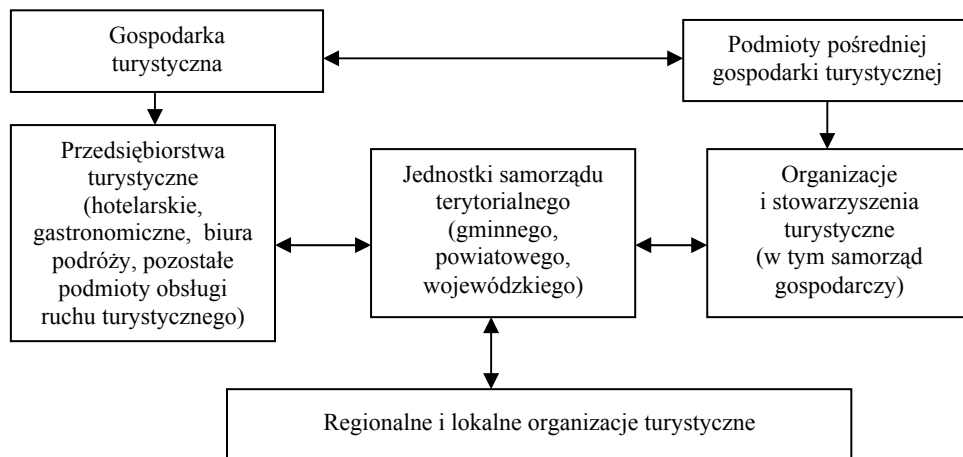 Gospodarka
turystyczna
Podmioty pośredniej
gospodarki turystycznej
Przedsiębiorstwa
turystyczne
(hotelarskie,
gastronomiczne,  biura
podróży, pozostałe
podmioty obsługi
ruchu turystycznego)
Jednostki samorządu
terytorialnego
(gminnego,
powiatowego,
wojewódzkiego)
Organizacje
i stowarzyszenia
turystyczne
(w tym samorząd
gospodarczy)
Regionalne i lokalne organizacje turystyczne